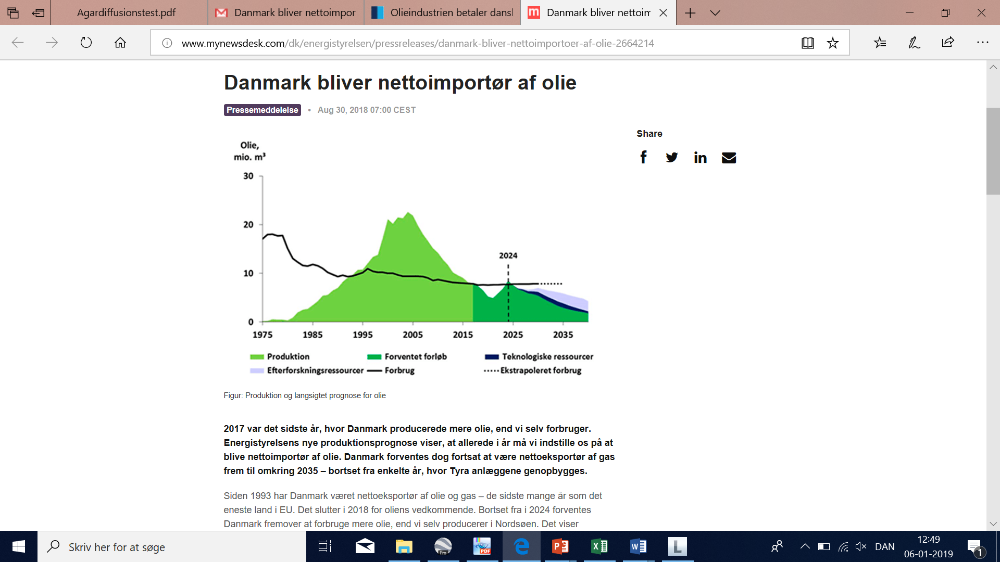 Agardiffusionstest.pdf
Danmark bliver nettoimpor
Olieindustrien betaler dans
Danmark bliver nettoim
www.mynewsdesk.com/dk/energistyrelsen/pressreleases/danmark-bliver-nettoimportoer-af-olie-2664214
Danmark bliver nettoimportør af olie
Pressemeddelelse • Aug 30, 2018 07:00 CEST
Share
Olie,
mio. m³
30
20
10
0
2024
1975 1985 1995 2005 2015 2025 2035
Produktion Forventet forløb Teknologiske ressourcer
Efterforskningsressourcer Forbrug Ekstrapoleret forbrug
Figur: Produktion og langsigtet prognose for olie
2017 var det sidste år, hvor Danmark producerede mere olie, end vi selv forbruger.
Energistyrelsens nye produktionsprognose viser, at allerede i år må vi indstille os på at
blive nettoimportør af olie. Danmark forventes dog fortsat at være nettoeksportør af gas
frem til omkring 2035 – bortset fra enkelte år, hvor Tyra anlæggene genopbygges.
Siden 1993 har Danmark været nettoeksportør af olie og gas – de sidste mange år som det
eneste land i EU. Det slutter i 2018 for oliens vedkommende. Bortset fra i 2024 forventes
Danmark fremover at forbruge mere olie, end vi selv producerer i Nordsøen. Det viser
Skriv her for at søge
Pro
PDF
DAN
12:49
06-01-2019
1